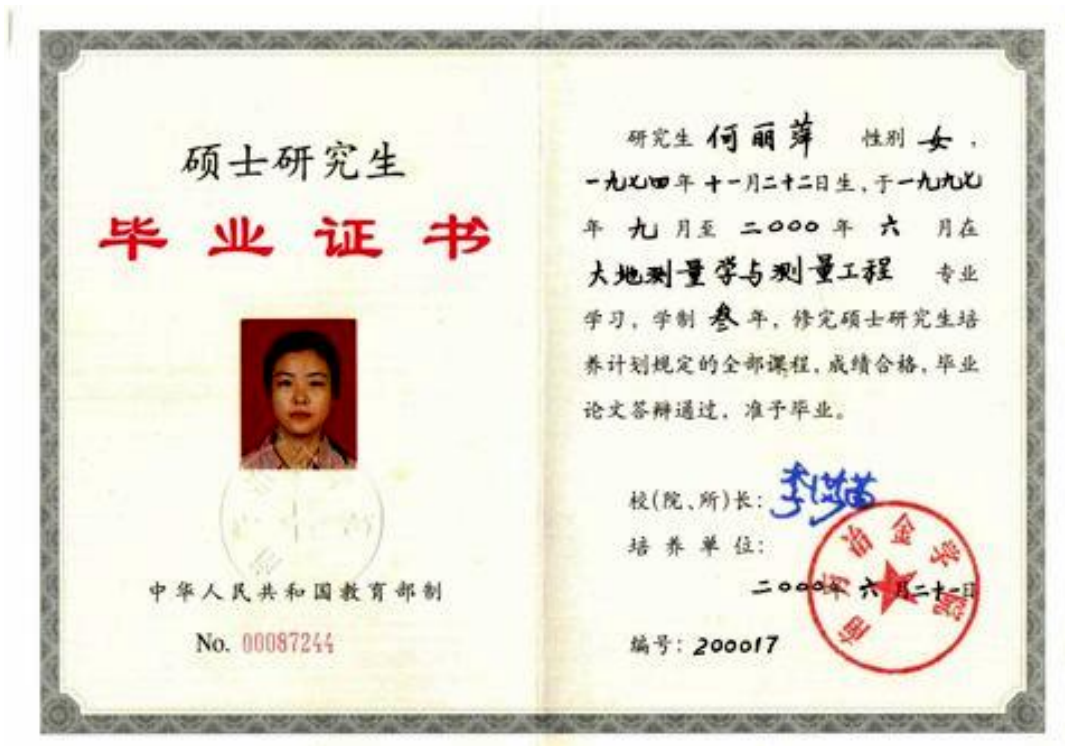 硕士研究生
毕业证书
中华人民共和国教育部制
No. 00087244
研究生 何丽萍 性别 女,
一九七四年十一月二十二日生,于一九九七
年 九 月至 二000 年 六 月在
大地测量学与测量工程 专业
学习,学制 叁 年,修完硕士研究生培
养计划规定的全部课程,成绩合格,毕业
论文答辩通过,准予毕业。
校(院、所)长:
培养单位:
南方冶金学院
二000年六月二十一日
编号:200017